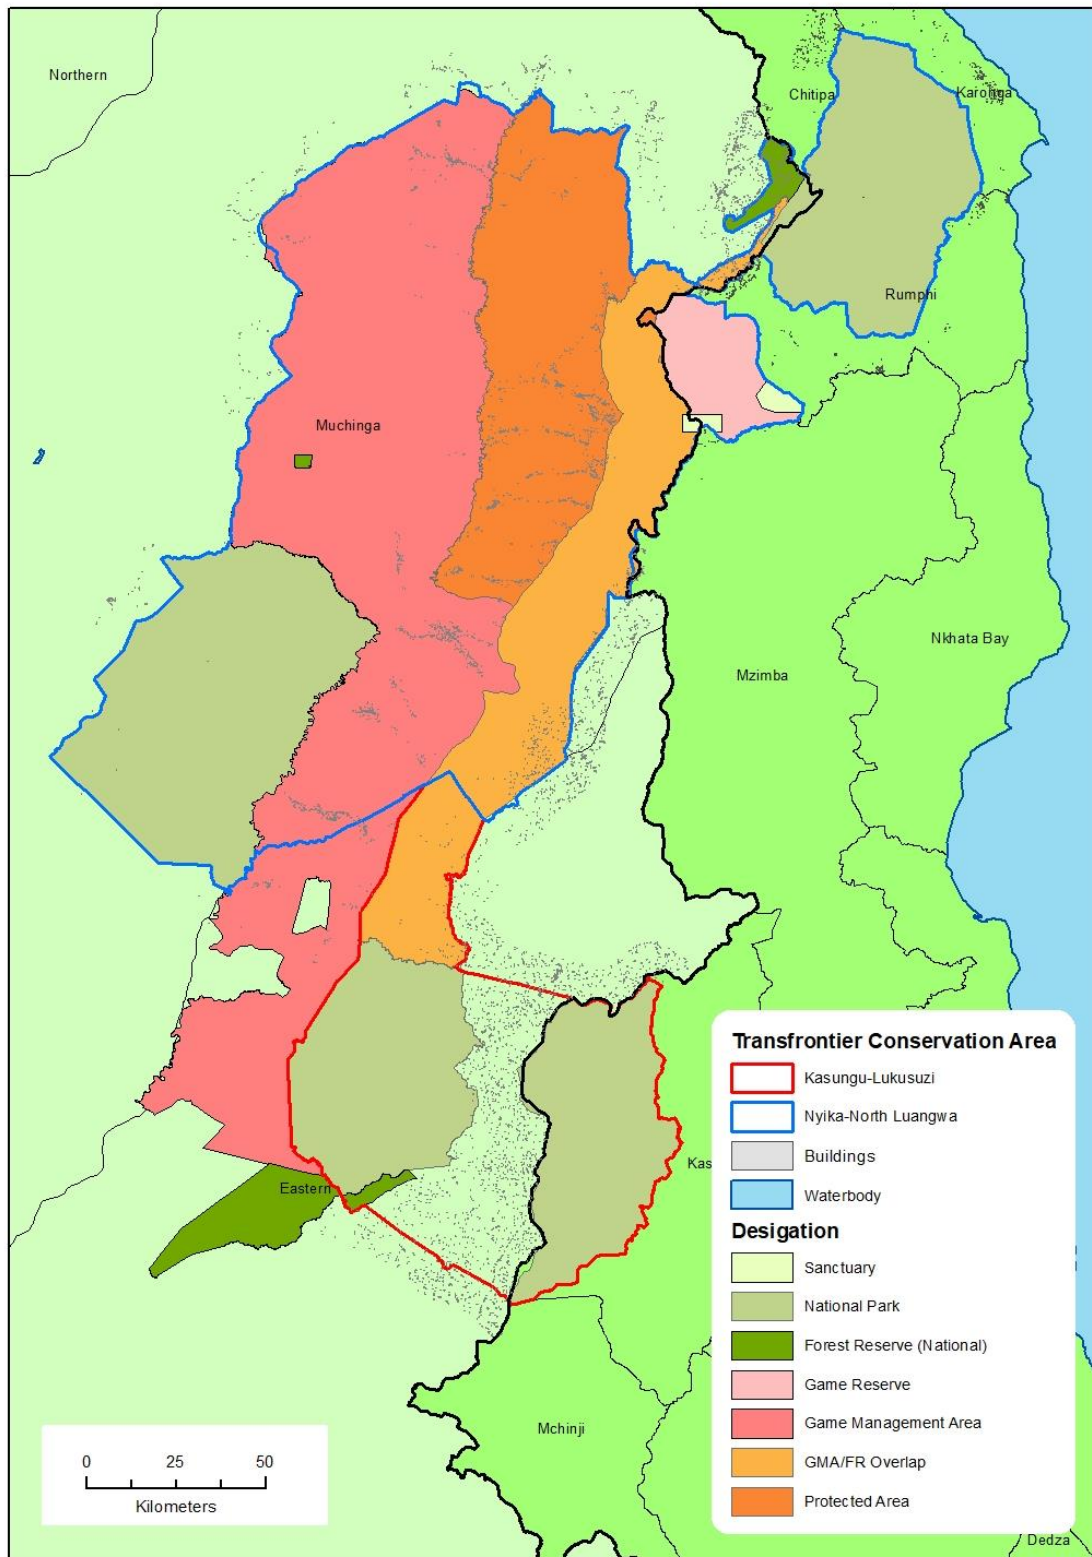 Northern
Chitipa
Karonga
Rumphi
Muchinga
Nkhata Bay
Mzimba
Transfrontier Conservation Area
Kasungu-Lukusuzi
Nyika-North Luangwa
Buildings
Waterbody
Desigation
Sanctuary
National Park
Forest Reserve (National)
Game Reserve
Game Management Area
GMA/FR Overlap
Protected Area
Kas
Eastern
Mchinji
0 25 50
Kilometers
Dedza